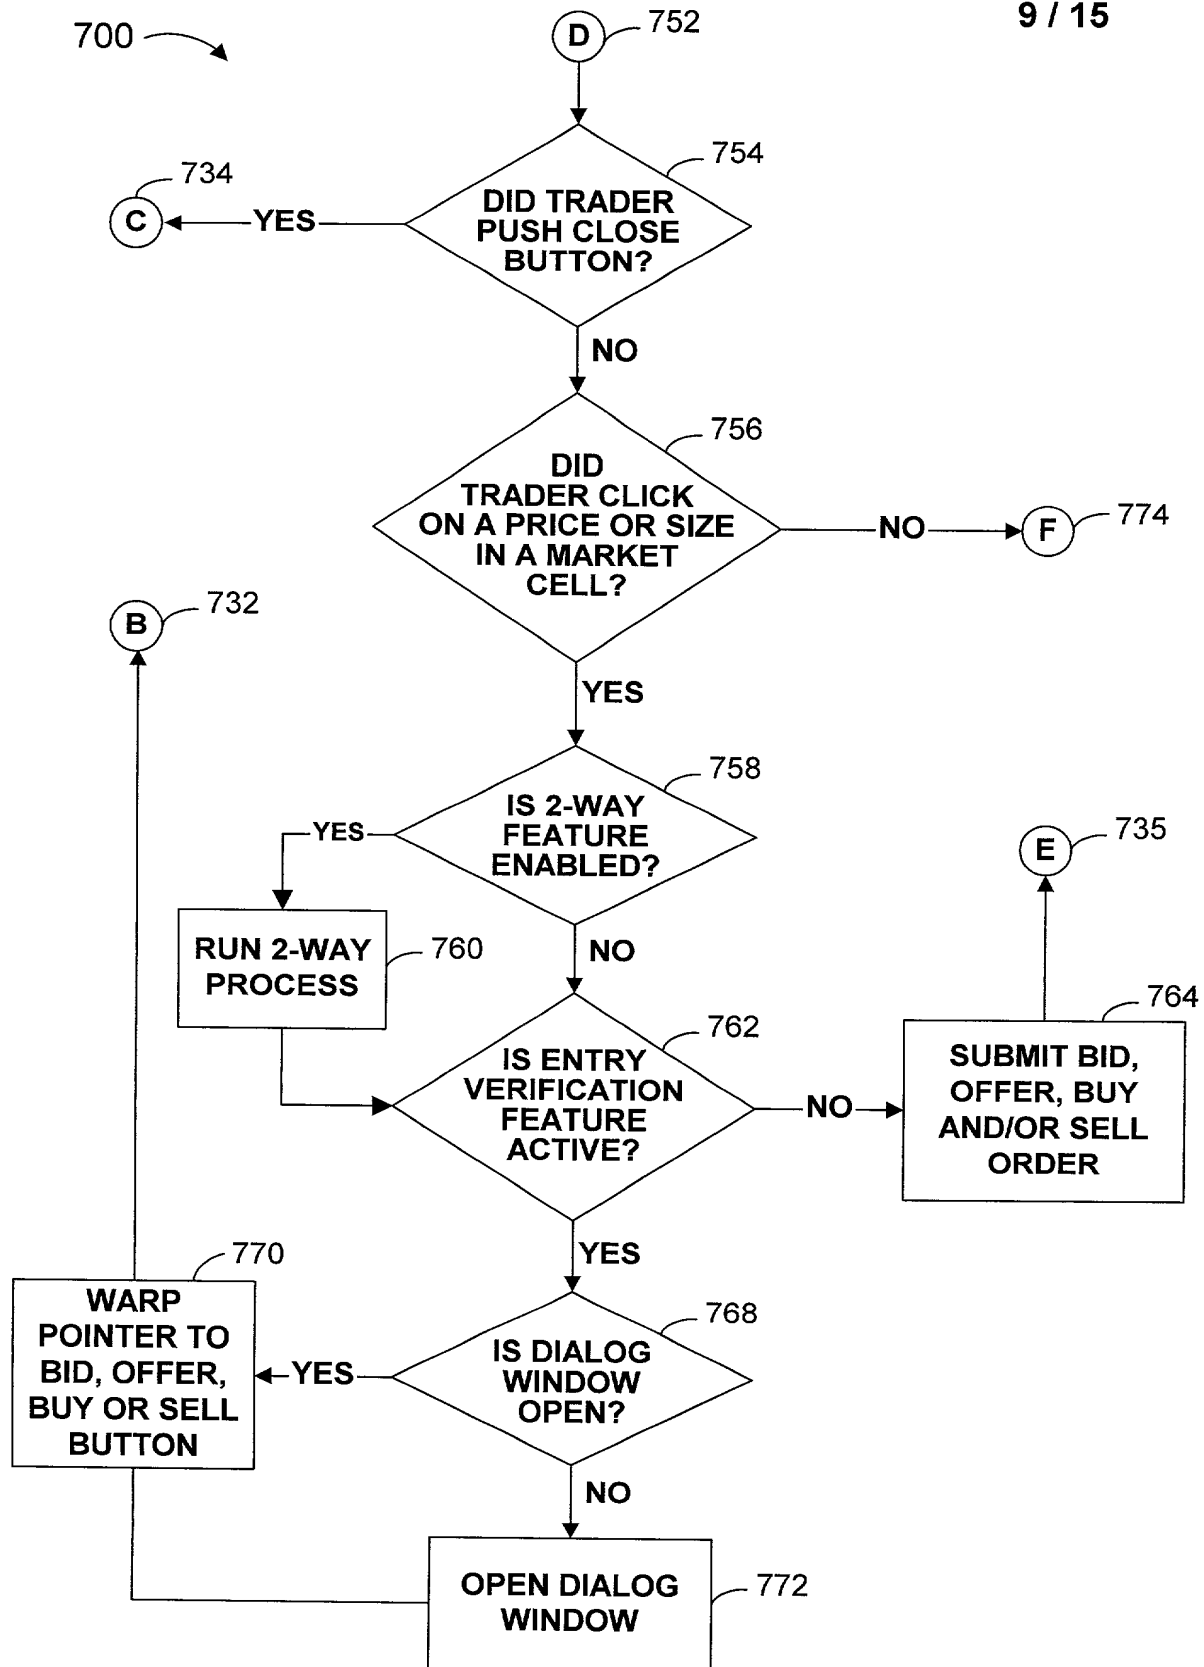 9 / 15
700
D
752
754
DID TRADER
PUSH CLOSE
BUTTON?
734
C
YES
NO
756
DID
TRADER CLICK
ON A PRICE OR SIZE
IN A MARKET
CELL?
NO
F
774
B
732
YES
758
IS 2-WAY
FEATURE
ENABLED?
YES
E
735
RUN 2-WAY
PROCESS
760
NO
762
IS ENTRY
VERIFICATION
FEATURE
ACTIVE?
NO
764
SUBMIT BID,
OFFER, BUY
AND/OR SELL
ORDER
YES
770
WARP
POINTER TO
BID, OFFER,
BUY OR SELL
BUTTON
768
IS DIALOG
WINDOW
OPEN?
YES
NO
OPEN DIALOG
WINDOW
772